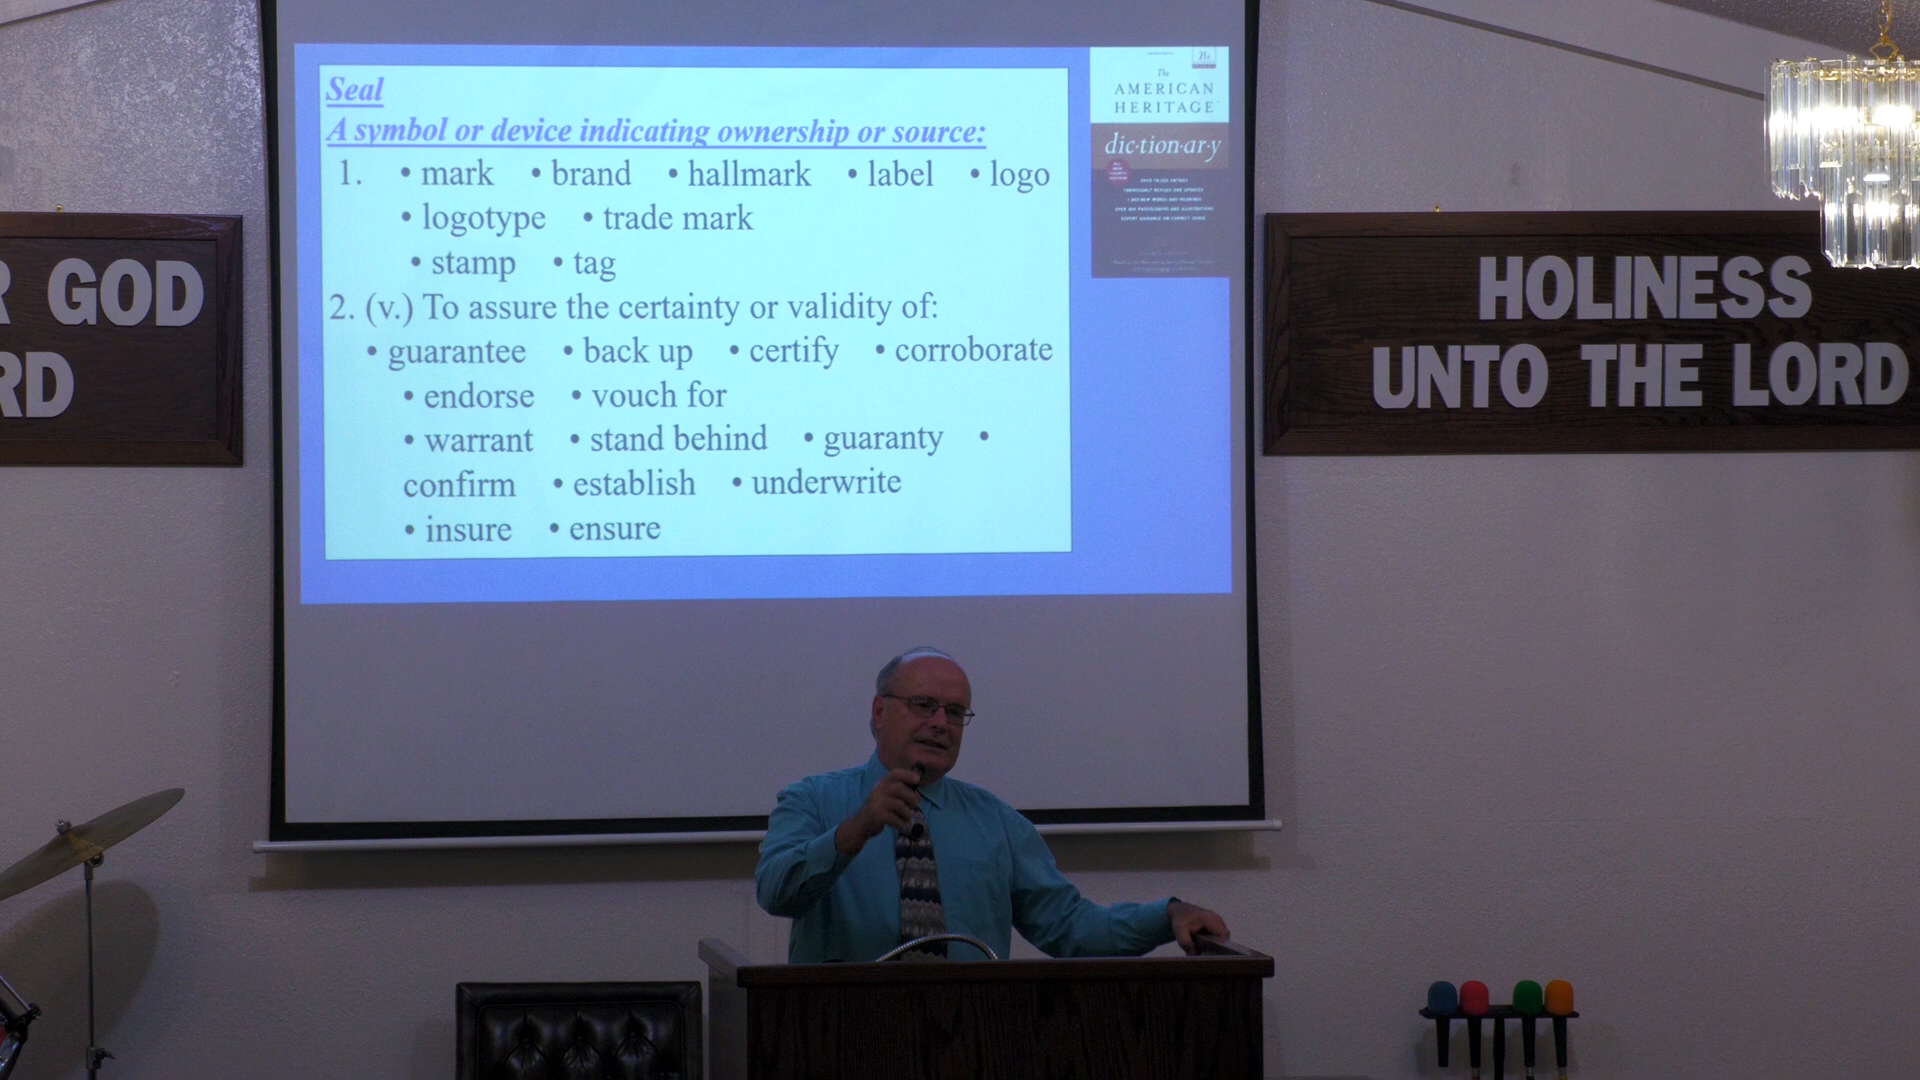 Seal
A symbol or device indicating ownership or source:
1. • mark • brand • hallmark • label • logo
• logotype • trade mark
• stamp • tag
2. (v.) To assure the certainty or validity of:
• guarantee • back up • certify • corroborate
• endorse • vouch for
• warrant • stand behind • guaranty •
confirm • establish • underwrite
• insure • ensure
The
AMERICAN
HERITAGE
dic·tion·ar·y
GOD
RD
HOLINESS
UNTO THE LORD